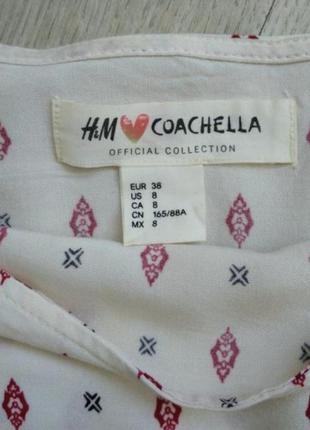 H&M COACHELLA
OFFICIAL COLLECTION
EUR 38
US 8
CA 8
CN 165/88A
MX 8